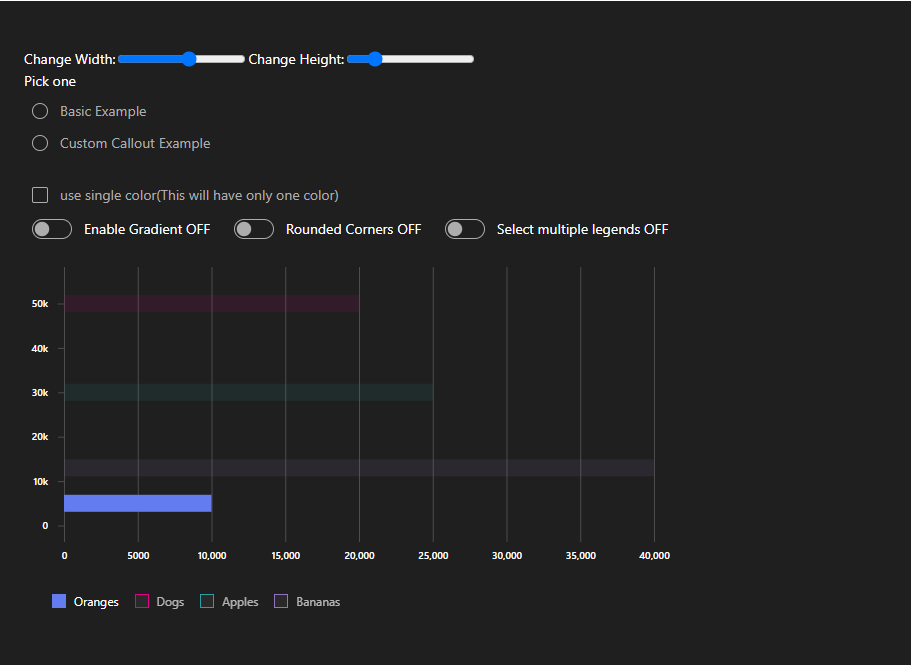 Change Width: Change Height:
Pick one
Basic Example
Custom Callout Example
use single color(This will have only one color)
Enable Gradient OFF Rounded Corners OFF Select multiple legends OFF
50k
40k
30k
20k
10k
0
0 5000 10,000 15,000 20,000 25,000 30,000 35,000 40,000
Oranges Dogs Apples Bananas